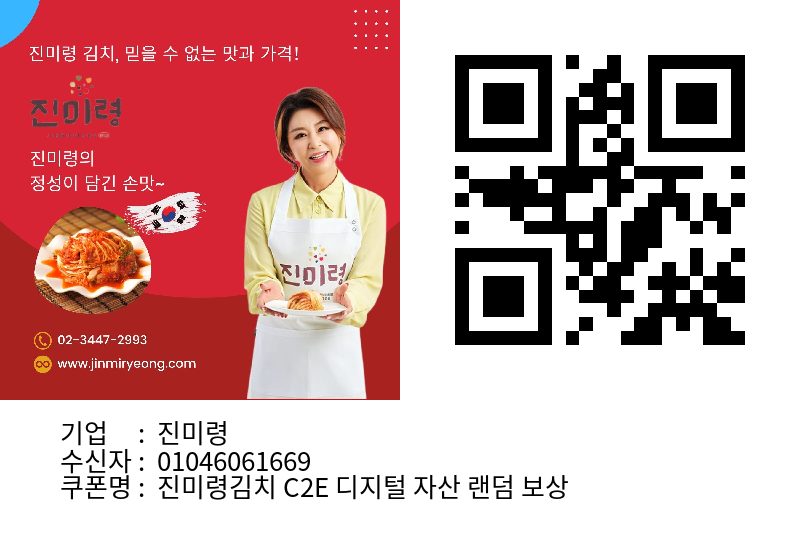 진미령 김치, 믿을 수 없는 맛과 가격!
진미령
진미령의
정성이 담긴 손맛~
진미령
02-3447-2993
www.jinmiryeong.com
기업 : 진미령
수신자 : 01046061669
쿠폰명 : 진미령김치 C2E 디지털 자산 랜덤 보상